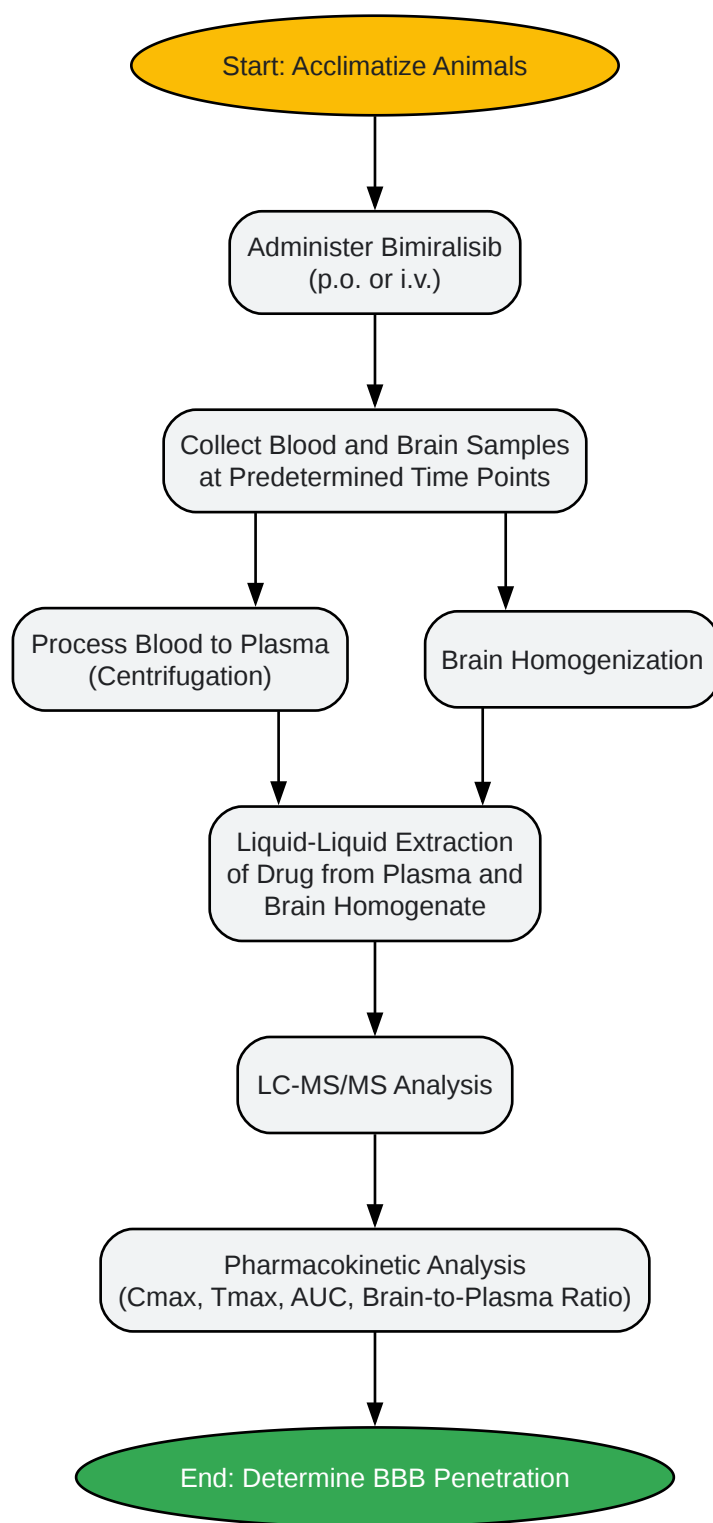 Start: Acclimatize Animals
Administer Bimiralisib
(p.o. or i.v.)
Collect Blood and Brain Samples
at Predetermined Time Points
Process Blood to Plasma
(Centrifugation)
Brain Homogenization
Liquid-Liquid Extraction
of Drug from Plasma and
Brain Homogenate
LC-MS/MS Analysis
Pharmacokinetic Analysis
(Cmax, Tmax, AUC, Brain-to-Plasma Ratio)
End: Determine BBB Penetration